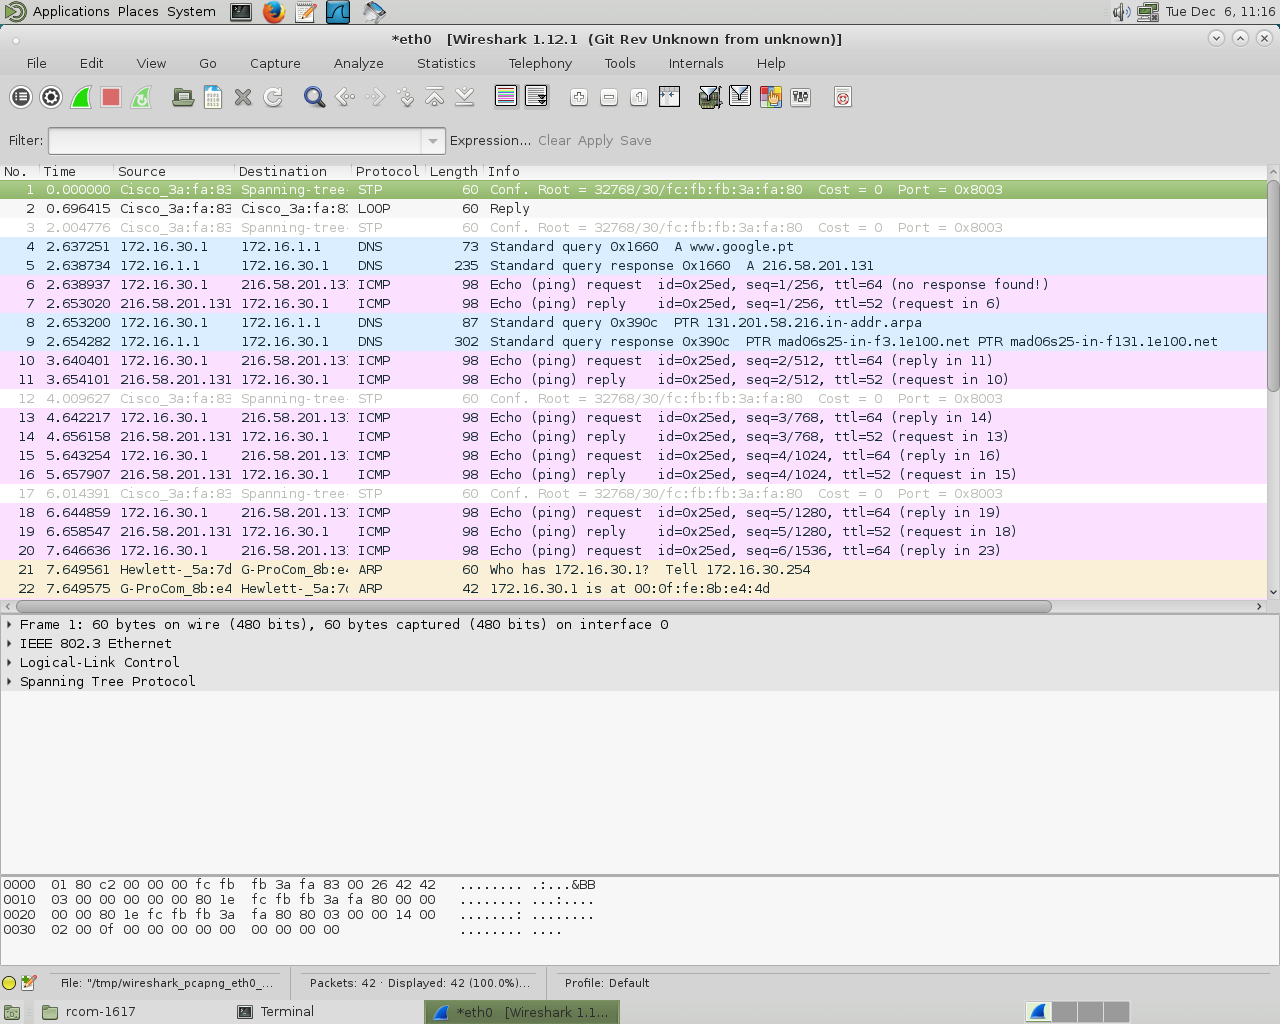 Applications Places System Tue Dec 6, 11:16
*eth0 [Wireshark 1.12.1 (Git Rev Unknown from unknown)]
File Edit View Go Capture Analyze Statistics Telephony Tools Internals Help
Filter: Expression... Clear Apply Save
No. Time Source Destination Protocol Length Info
1 0.000000 Cisco_3a:fa:83 Spanning-tree- STP 60 Conf. Root = 32768/30/fc:fb:fb:3a:fa:80 Cost = 0 Port = 0x8003
2 0.696415 Cisco_3a:fa:83 Cisco_3a:fa:83 LOOP 60 Reply
3 2.004776 Cisco_3a:fa:83 Spanning-tree- STP 60 Conf. Root = 32768/30/fc:fb:fb:3a:fa:80 Cost = 0 Port = 0x8003
4 2.637251 172.16.30.1 172.16.1.1 DNS 73 Standard query 0x1660 A www.google.pt
5 2.638734 172.16.1.1 172.16.30.1 DNS 235 Standard query response 0x1660 A 216.58.201.131
6 2.638937 172.16.30.1 216.58.201.131 ICMP 98 Echo (ping) request id=0x25ed, seq=1/256, ttl=64 (no response found!)
7 2.653020 216.58.201.131 172.16.30.1 ICMP 98 Echo (ping) reply id=0x25ed, seq=1/256, ttl=52 (request in 6)
8 2.653200 172.16.30.1 172.16.1.1 DNS 87 Standard query 0x390c PTR 131.201.58.216.in-addr.arpa
9 2.654282 172.16.1.1 172.16.30.1 DNS 302 Standard query response 0x390c PTR mad06s25-in-f3.1e100.net PTR mad06s25-in-f131.1e100.net
10 3.640401 172.16.30.1 216.58.201.131 ICMP 98 Echo (ping) request id=0x25ed, seq=2/512, ttl=64 (reply in 11)
11 3.654101 216.58.201.131 172.16.30.1 ICMP 98 Echo (ping) reply id=0x25ed, seq=2/512, ttl=52 (request in 10)
12 4.009627 Cisco_3a:fa:83 Spanning-tree- STP 60 Conf. Root = 32768/30/fc:fb:fb:3a:fa:80 Cost = 0 Port = 0x8003
13 4.642217 172.16.30.1 216.58.201.131 ICMP 98 Echo (ping) request id=0x25ed, seq=3/768, ttl=64 (reply in 14)
14 4.656158 216.58.201.131 172.16.30.1 ICMP 98 Echo (ping) reply id=0x25ed, seq=3/768, ttl=52 (request in 13)
15 5.643254 172.16.30.1 216.58.201.131 ICMP 98 Echo (ping) request id=0x25ed, seq=4/1024, ttl=64 (reply in 16)
16 5.657907 216.58.201.131 172.16.30.1 ICMP 98 Echo (ping) reply id=0x25ed, seq=4/1024, ttl=52 (request in 15)
17 6.014391 Cisco_3a:fa:83 Spanning-tree- STP 60 Conf. Root = 32768/30/fc:fb:fb:3a:fa:80 Cost = 0 Port = 0x8003
18 6.644859 172.16.30.1 216.58.201.131 ICMP 98 Echo (ping) request id=0x25ed, seq=5/1280, ttl=64 (reply in 19)
19 6.658547 216.58.201.131 172.16.30.1 ICMP 98 Echo (ping) reply id=0x25ed, seq=5/1280, ttl=52 (request in 18)
20 7.646636 172.16.30.1 216.58.201.131 ICMP 98 Echo (ping) request id=0x25ed, seq=6/1536, ttl=64 (reply in 23)
21 7.649561 Hewlett-_5a:7d G-ProCom_8b:e4 ARP 60 Who has 172.16.30.1? Tell 172.16.30.254
22 7.649575 G-ProCom_8b:e4 Hewlett-_5a:7d ARP 42 172.16.30.1 is at 00:0f:fe:8b:e4:4d
Frame 1: 60 bytes on wire (480 bits), 60 bytes captured (480 bits) on interface 0
IEEE 802.3 Ethernet
Logical-Link Control
Spanning Tree Protocol
0000 01 80 c2 00 00 00 fc fb fb 3a fa 83 00 26 42 42 ........ .:...&BB
0010 03 00 00 00 00 00 80 1e fc fb fb 3a fa 80 00 00 ........ ...:....
0020 00 00 80 1e fc fb fb 3a fa 80 80 03 00 00 14 00 .......: ........
0030 02 00 0f 00 00 00 00 00 00 00 00 00 ........ ....
File: "/tmp/wireshark_pcapng_eth0_... Packets: 42 · Displayed: 42 (100.0%)... Profile: Default
rcom-1617 Terminal *eth0 [Wireshark 1.1...